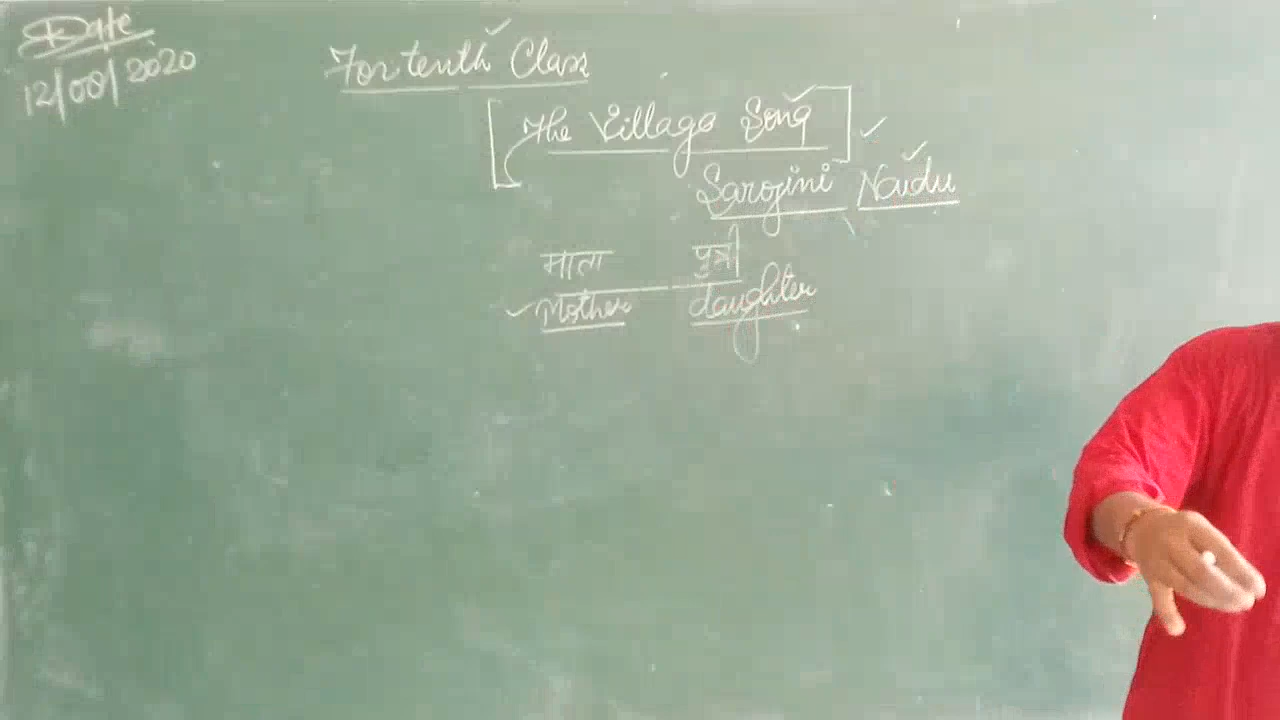 Date
12/08/2020
For tenth Class
[The Village Song]
Sarojini Naidu
माता पुत्री
Mother daughter